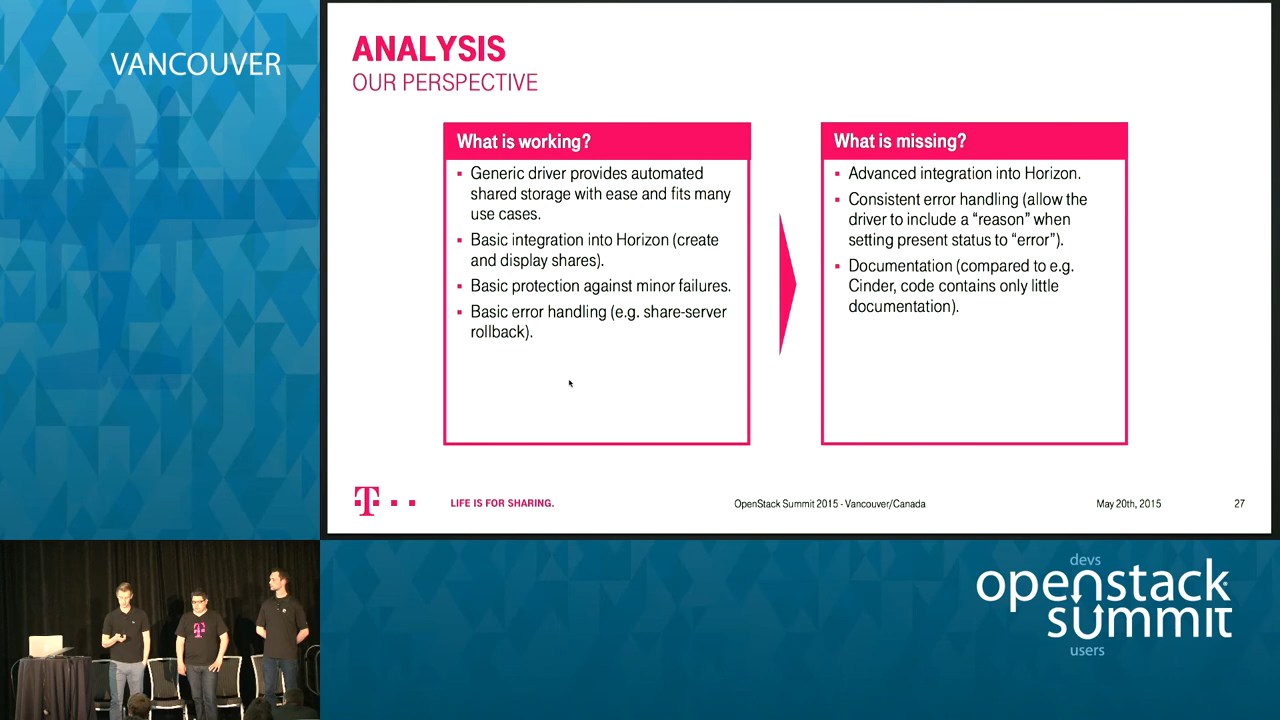 VANCOUVER
ANALYSIS
OUR PERSPECTIVE
What is working?
▪ Generic driver provides automated
shared storage with ease and fits many
use cases.
▪ Basic integration into Horizon (create
and display shares).
▪ Basic protection against minor failures.
▪ Basic error handling (e.g. share-server
rollback).
What is missing?
▪ Advanced integration into Horizon.
▪ Consistent error handling (allow the
driver to include a “reason” when
setting present status to “error”).
▪ Documentation (compared to e.g.
Cinder, code contains only little
documentation).
T
LIFE IS FOR SHARING.
OpenStack Summit 2015 - Vancouver/Canada
May 20th, 2015
27
T
devs
openstack
summit
users